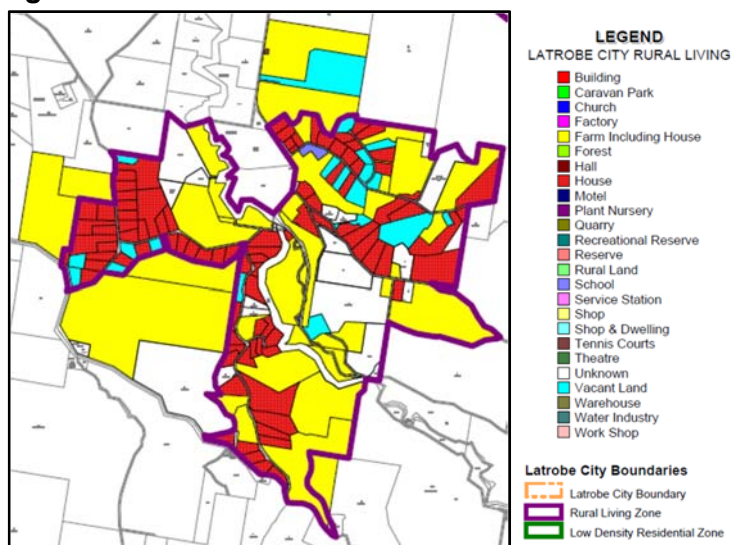 LEGEND
LATROBE CITY RURAL LIVING
Building
Caravan Park
Church
Factory
Farm Including House
Forest
Hall
House
Motel
Plant Nursery
Quarry
Recreational Reserve
Reserve
Rural Land
School
Service Station
Shop
Shop & Dwelling
Tennis Courts
Theatre
Unknown
Vacant Land
Warehouse
Water Industry
Work Shop
Latrobe City Boundaries
Latrobe City Boundary
Rural Living Zone
Low Density Residential Zone